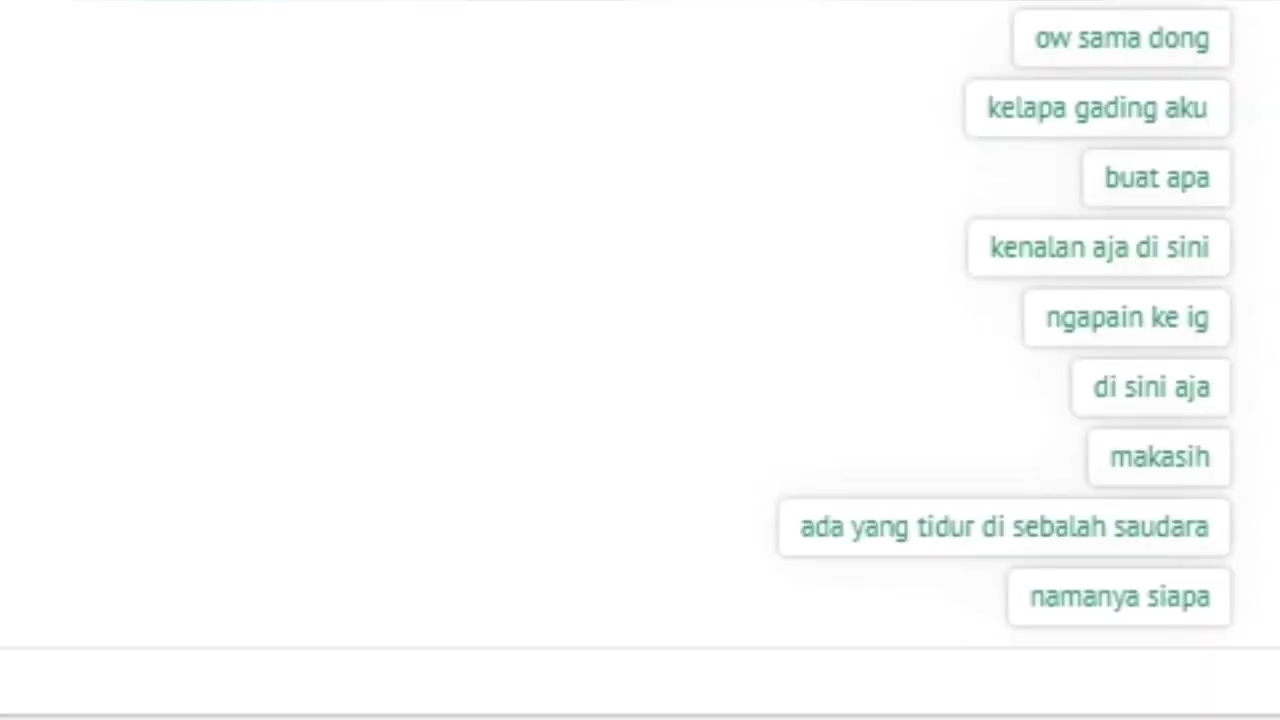 ow sama dong
kelapa gading aku
buat apa
kenalan aja di sini
ngapain ke ig
di sini aja
makasih
ada yang tidur di sebalah saudara
namanya siapa